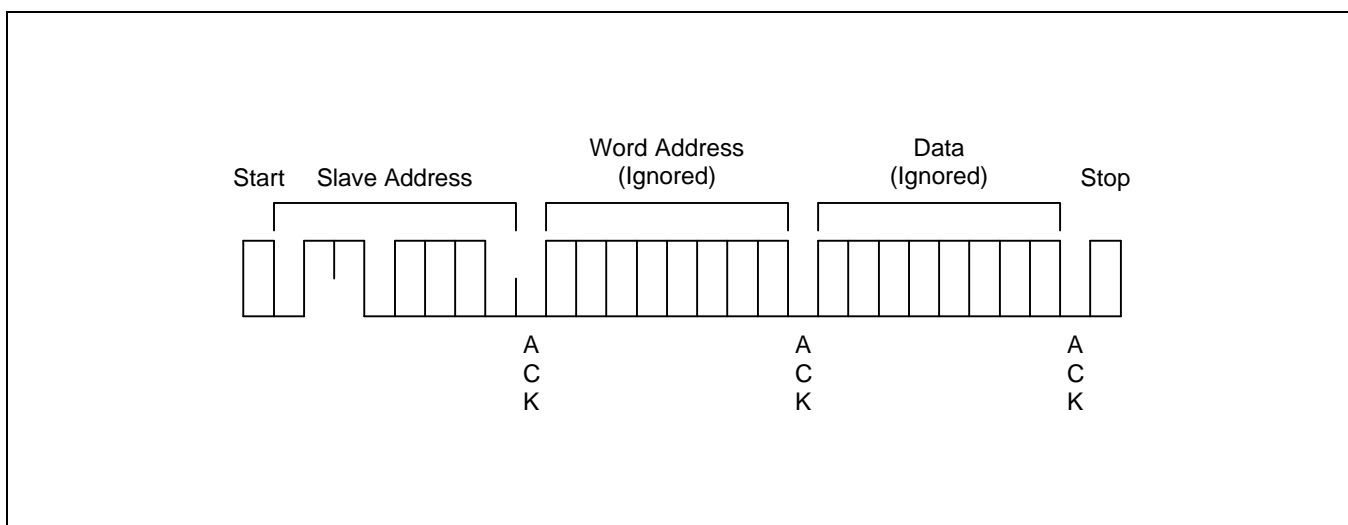 Start
Slave Address
Word Address
(Ignored)
Data
(Ignored)
Stop
A
C
K
A
C
K
A
C
K